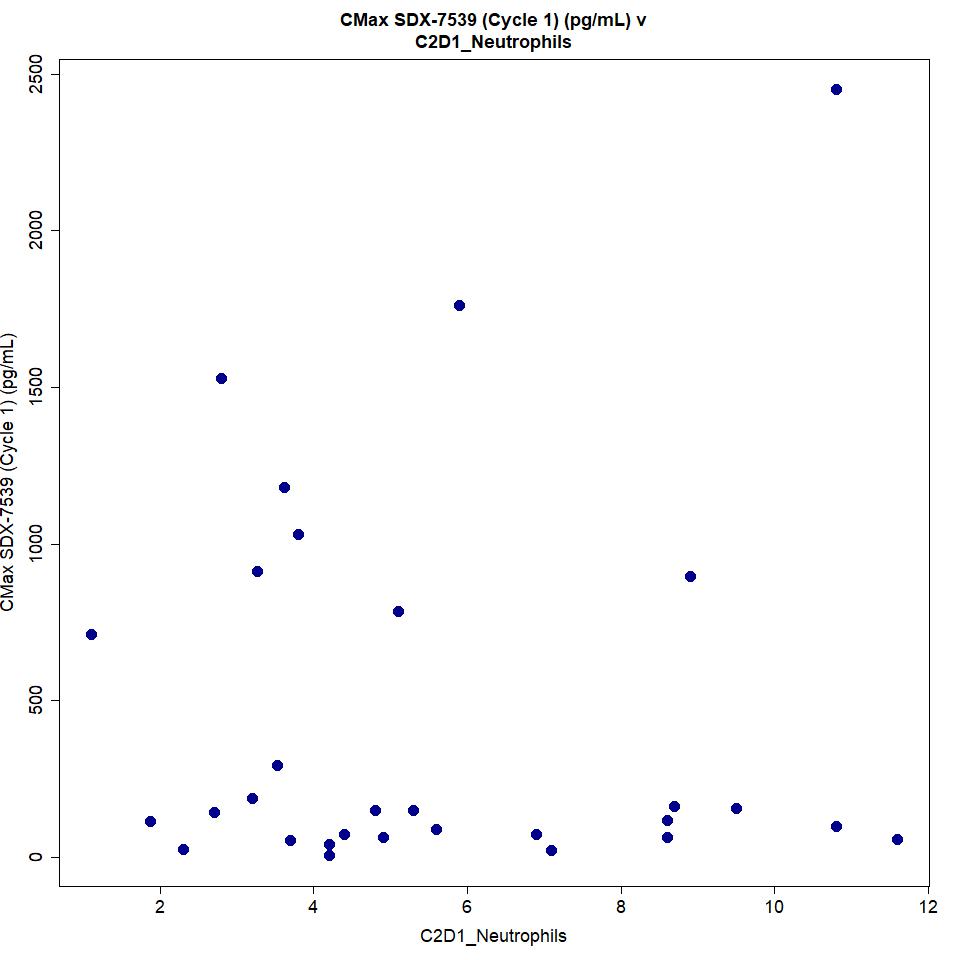 CMax SDX-7539 (Cycle 1) (pg/mL) v
C2D1_Neutrophils
2500
2000
1500
1000
500
0
CMax SDX-7539 (Cycle 1) (pg/mL)
2 4 6 8 10 12
C2D1_Neutrophils